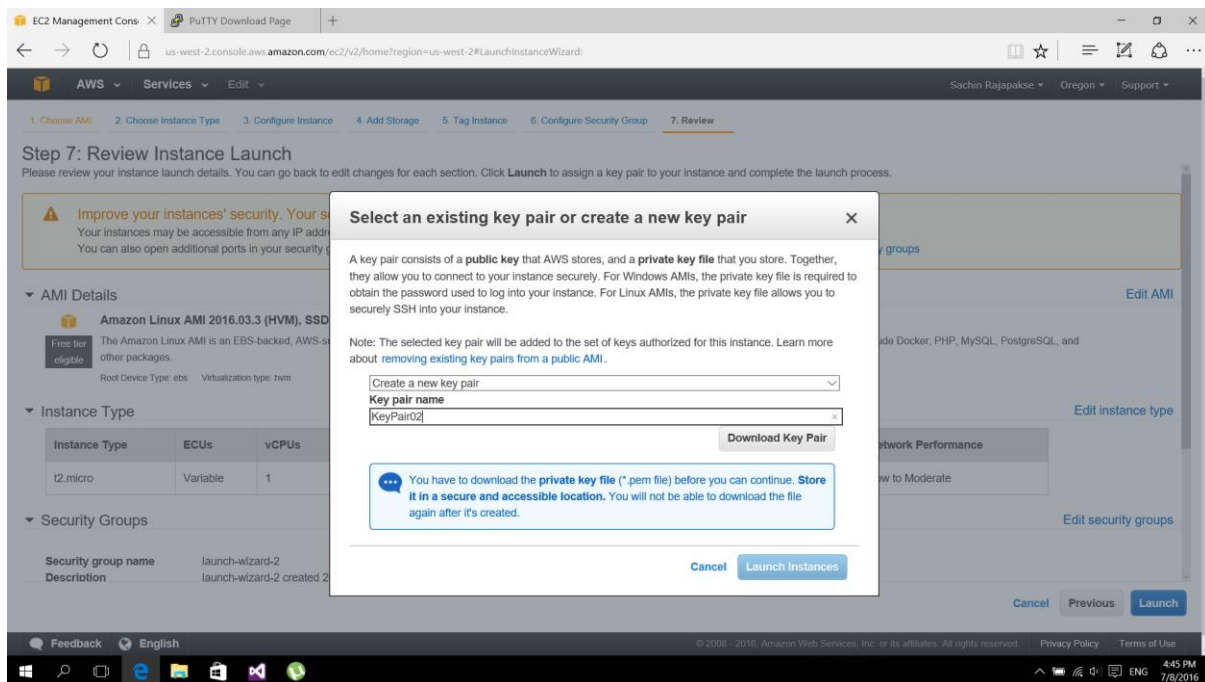 EC2 Management Cons
PuTTY Download Page
us-west-2.console.aws.amazon.com/ec2/v2/home?region=us-west-2#LaunchInstanceWizard:
AWS Services Edit Sachin Rajapakse Oregon Support
1. Choose AMI 2. Choose Instance Type 3. Configure Instance 4. Add Storage 5. Tag Instance 6. Configure Security Group 7. Review
Step 7: Review Instance Launch
Please review your instance launch details. You can go back to edit changes for each section. Click Launch to assign a key pair to your instance and complete the launch process.
Improve your instances' security. Your
Your instances may be accessible from any IP
You can also open additional ports in your security groups
AMI Details Edit AMI
Amazon Linux AMI 2016.03.3 (HVM), SSD
Free tier eligible
The Amazon Linux AMI is an EBS-backed, Docker, PHP, MySQL, PostgreSQL, and
other packages.
Root Device Type: ebs Virtualization type: hvm
Instance Type Edit instance type
Instance Type ECUs vCPUs Performance
t2.micro Variable 1 to Moderate
Security Groups Edit security groups
Security group name launch-wizard-2
Description launch-wizard-2 created 2
Cancel Previous Launch
Select an existing key pair or create a new key pair
A key pair consists of a public key that AWS stores, and a private key file that you store. Together,
they allow you to connect to your instance securely. For Windows AMIs, the private key file is required to
obtain the password used to log into your instance. For Linux AMIs, the private key file allows you to
securely SSH into your instance.
Note: The selected key pair will be added to the set of keys authorized for this instance. Learn more
about removing existing key pairs from a public AMI.
Create a new key pair
Key pair name
KeyPair02
Download Key Pair
You have to download the private key file (*.pem file) before you can continue. Store
it in a secure and accessible location. You will not be able to download the file
again after it's created.
Cancel Launch Instances
Feedback English © 2008 - 2016, Amazon Web Services, Inc. or its affiliates. All rights reserved. Privacy Policy Terms of Use
ENG 4:45 PM
7/8/2016